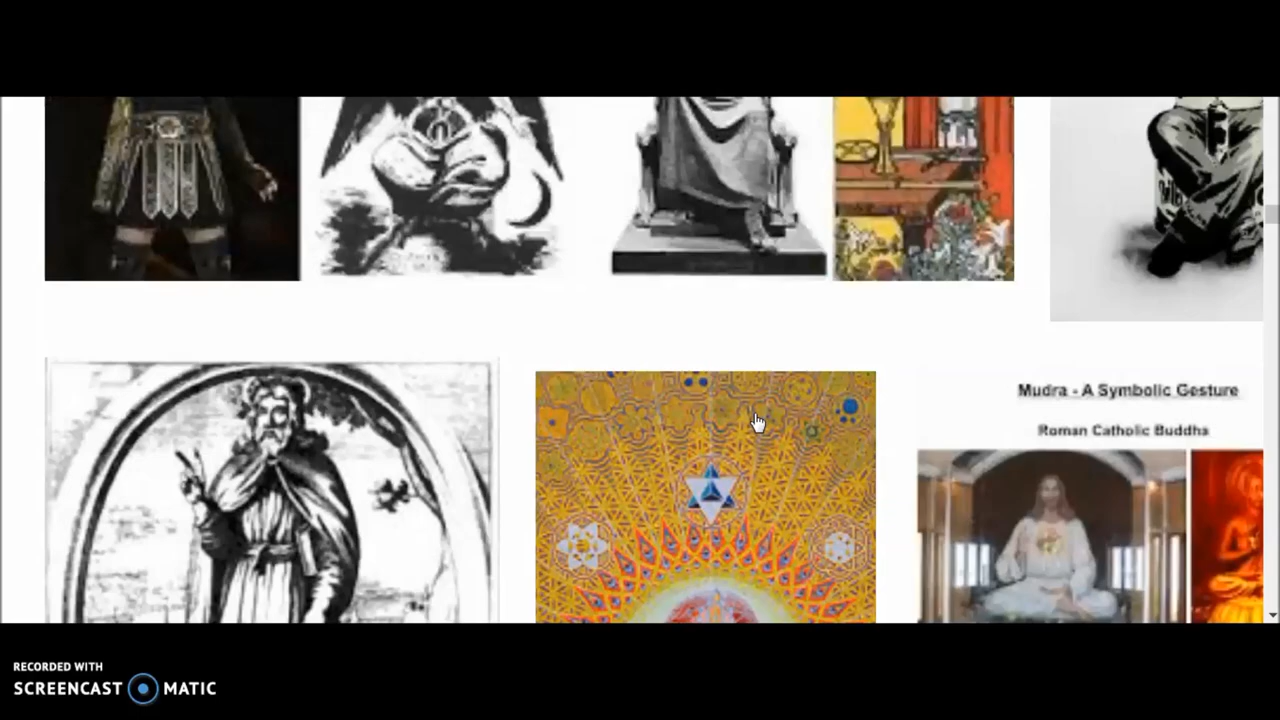 Mudra - A Symbolic Gesture
Roman Catholic Buddha
RECORDED WITH
SCREENCAST MATIC